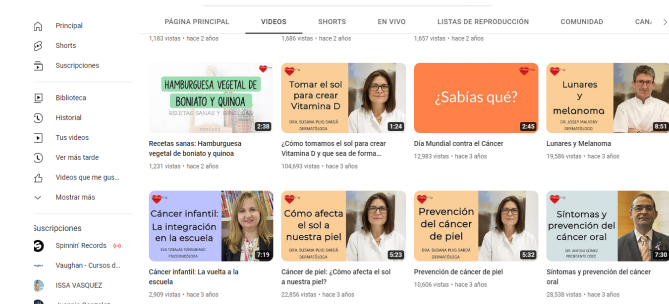 PÁGINA PRINCIPAL VIDEOS SHORTS EN VIVO LISTAS DE REPRODUCCIÓN COMUNIDAD
Principal
Shorts
Suscripciones
Biblioteca
Historial
Tus videos
Ver más tarde
Videos que me gus...
Mostrar más
Suscripciones
Spinnin' Records
Vaughan - Cursos d...
ISSA VASQUEZ
1,183 vistas • hace 2 años
1,686 vistas • hace 2 años
1,657 vistas • hace 2 años
HAMBURGUESA VEGETAL DE
BONIATO Y QUINOA
RECETAS SANAS Y SENCILLAS
2:38
Recetas sanas: Hamburguesa
vegetal de boniato y quinoa
1,231 vistas • hace 2 años
Tomar el sol
para crear
Vitamina D
DRA. SUSANA PUIG SARDÁ
DERMATÓLOGA
1:24
¿Cómo tomamos el sol para crear
Vitamina D y que sea de forma...
104,693 vistas • hace 3 años
¿Sabías qué?
2:45
Día Mundial contra el Cáncer
12,983 vistas • hace 3 años
Lunares
y
melanoma
DR. JOSEP MALVEHY
DERMATÓLOGO
8:51
Lunares y Melanoma
19,586 vistas • hace 3 años
Cáncer infantil:
La integración
en la escuela
PSICOONCÓLOGA
7:19
Cáncer infantil: La vuelta a la
escuela
2,909 vistas • hace 3 años
Cómo afecta
el sol a
nuestra piel
DRA. SUSANA PUIG SARDÁ
DERMATÓLOGA
5:23
Cáncer de piel: ¿Cómo afecta el sol
a nuestra piel?
22,856 vistas • hace 3 años
Prevención
del cáncer
de piel
DRA. SUSANA PUIG SARDÁ
DERMATÓLOGA
5:32
Prevención de cáncer de piel
10,606 vistas • hace 3 años
Síntomas y
prevención del
cáncer oral
7:30
Síntomas y prevención del cáncer
oral
28,538 vistas • hace 3 años